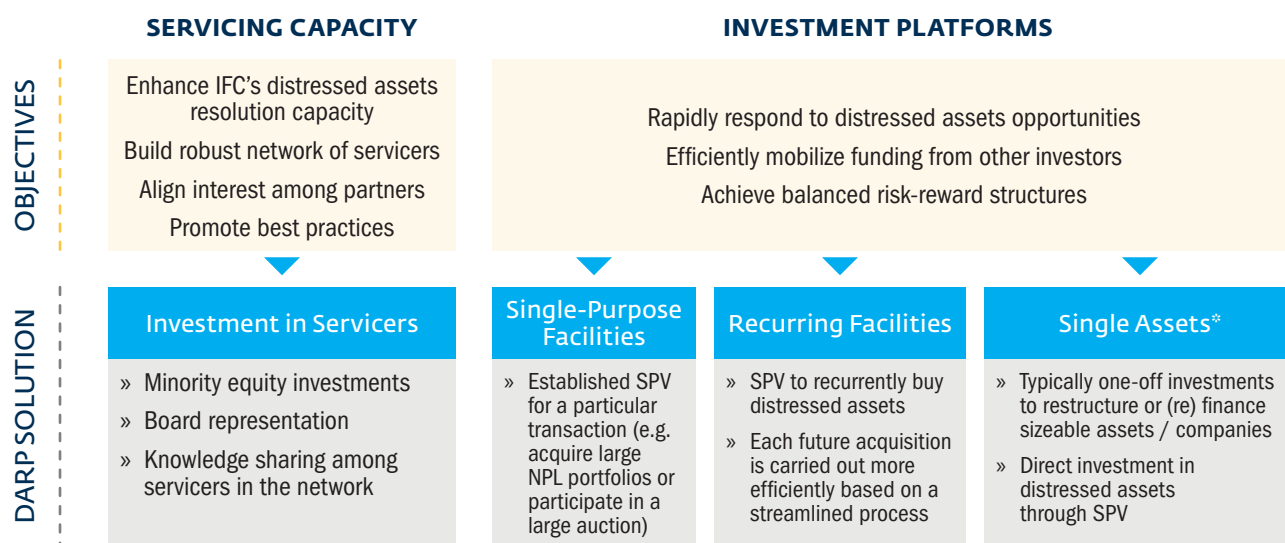 SERVICING CAPACITY
INVESTMENT PLATFORMS
OBJECTIVES
Enhance IFC's distressed assets
resolution capacity
Build robust network of servicers
Align interest among partners
Promote best practices
Rapidly respond to distressed assets opportunities
Efficiently mobilize funding from other investors
Achieve balanced risk-reward structures
DARP SOLUTION
Investment in Servicers
» Minority equity investments
» Board representation
» Knowledge sharing among
servicers in the network
Single-Purpose
Facilities
» Established SPV
for a particular
transaction (e.g.
acquire large
NPL portfolios or
participate in a
large auction)
Recurring Facilities
» SPV to recurrently buy
distressed assets
» Each future acquisition
is carried out more
efficiently based on a
streamlined process
Single Assets*
» Typically one-off investments
to restructure or (re) finance
sizeable assets / companies
» Direct investment in
distressed assets
through SPV